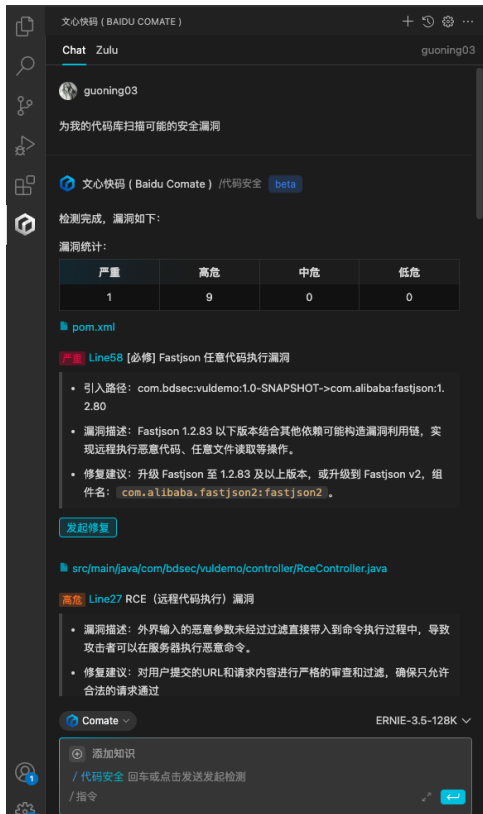 文心快码 ( BAIDU COMATE )
Chat Zulu guoning03
guoning03
为我的代码库扫描可能的安全漏洞
文心快码 ( Baidu Comate ) /代码安全 beta
检测完成，漏洞如下：
漏洞统计：
严重 高危 中危 低危
1 9 0 0
pom.xml
严重 Line58 [必修] Fastjson 任意代码执行漏洞
• 引入路径：com.bdsec:vuldemo:1.0-SNAPSHOT->com.alibaba:fastjson:1.
2.80
• 漏洞描述：Fastjson 1.2.83 以下版本结合其他依赖可能构造漏洞利用链，实
现远程执行恶意代码、任意文件读取等操作。
• 修复建议：升级 Fastjson 至 1.2.83 及以上版本，或升级到 Fastjson v2，组
件名： com.alibaba.fastjson2:fastjson2 。
发起修复
src/main/java/com/bdsec/vuldemo/controller/RceController.java
高危 Line27 RCE（远程代码执行）漏洞
• 漏洞描述：外界输入的恶意参数未经过过滤直接带入到命令执行过程中，导致
攻击者可以在服务器执行恶意命令。
• 修复建议：对用户提交的URL和请求内容进行严格的审查和过滤，确保只允许
合法的请求通过
Comate ERNIE-3.5-128K
添加知识
/ 代码安全 回车或点击发送发起检测
/指令
1